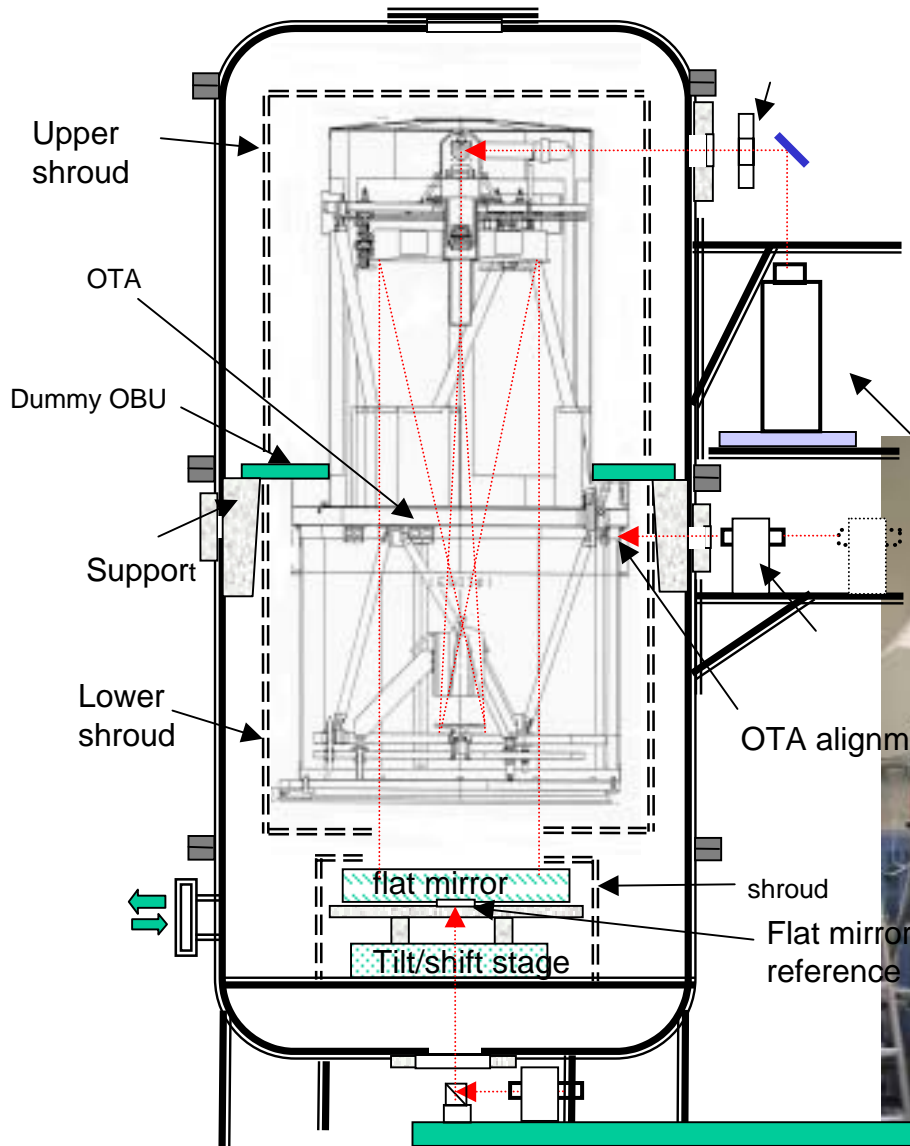 Upper
shroud
OTA
Dummy OBU
Support
Lower
shroud
OTA alignm
flat mirror
shroud
Flat mirror
reference
Tilt/shift stage